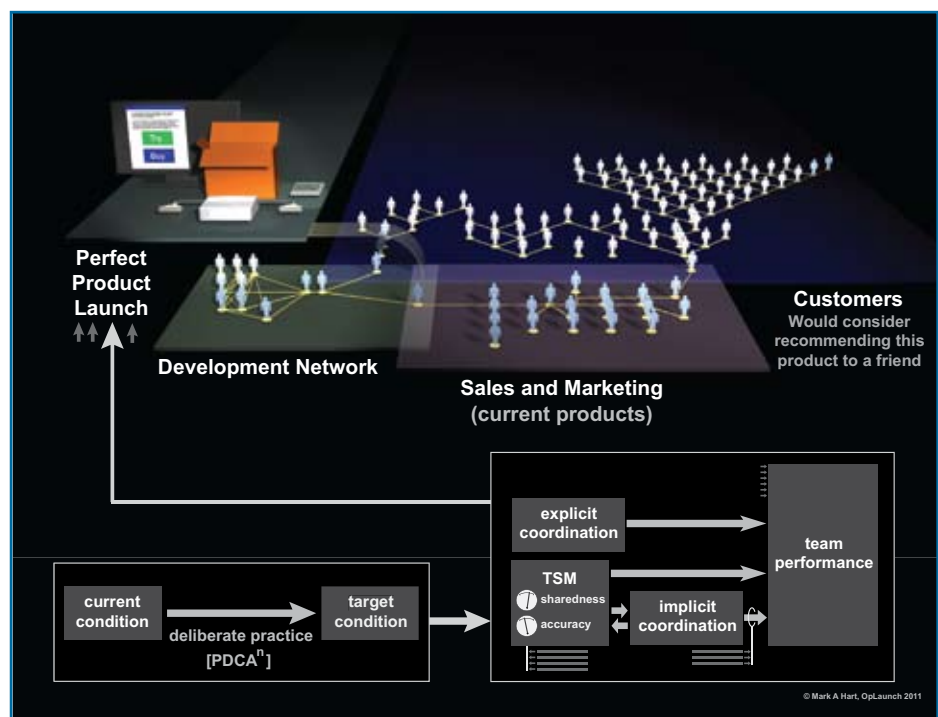 Try
Buy
Perfect
Product
Launch
Development Network
Sales and Marketing
(current products)
Customers
Would consider
recommending this
product to a friend
explicit
coordination
team
performance
TSM
sharedness
accuracy
implicit
coordination
current
condition
deliberate practice
[PDCAⁿ]
target
condition
© Mark A Hart, OpLaunch 2011